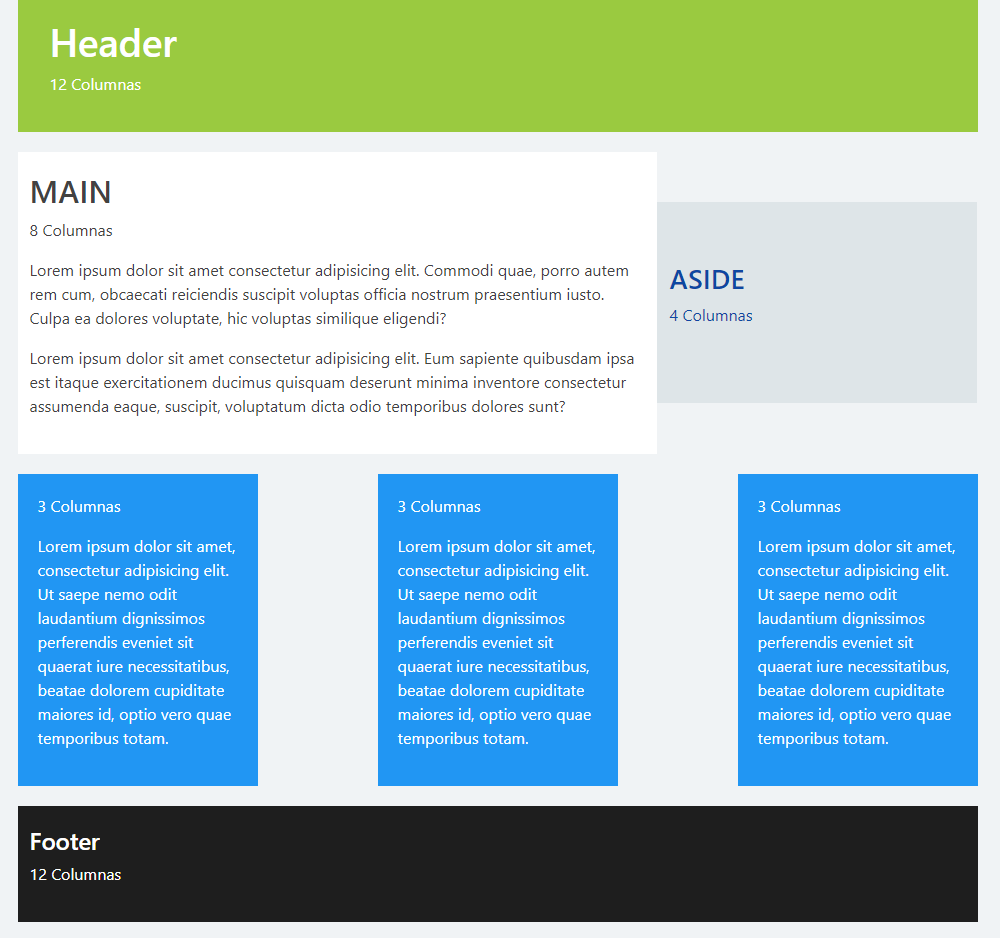 Header
12 Columnas
MAIN
8 Columnas
Lorem ipsum dolor sit amet consectetur adipisicing elit. Commodi quae, porro autem
rem cum, obcaecati reiciendis suscipit voluptas officia nostrum praesentium iusto.
Culpa ea dolores voluptate, hic voluptas similique eligendi?
Lorem ipsum dolor sit amet consectetur adipisicing elit. Eum sapiente quibusdam ipsa
est itaque exercitationem ducimus quisquam deserunt minima inventore consectetur
assumenda eaque, suscipit, voluptatum dicta odio temporibus dolores sunt?
ASIDE
4 Columnas
3 Columnas
Lorem ipsum dolor sit amet,
consectetur adipisicing elit.
Ut saepe nemo odit
laudantium dignissimos
perferendis eveniet sit
quaerat iure necessitatibus,
beatae dolorem cupiditate
maiores id, optio vero quae
temporibus totam.
3 Columnas
Lorem ipsum dolor sit amet,
consectetur adipisicing elit.
Ut saepe nemo odit
laudantium dignissimos
perferendis eveniet sit
quaerat iure necessitatibus,
beatae dolorem cupiditate
maiores id, optio vero quae
temporibus totam.
3 Columnas
Lorem ipsum dolor sit amet,
consectetur adipisicing elit.
Ut saepe nemo odit
laudantium dignissimos
perferendis eveniet sit
quaerat iure necessitatibus,
beatae dolorem cupiditate
maiores id, optio vero quae
temporibus totam.
Footer
12 Columnas